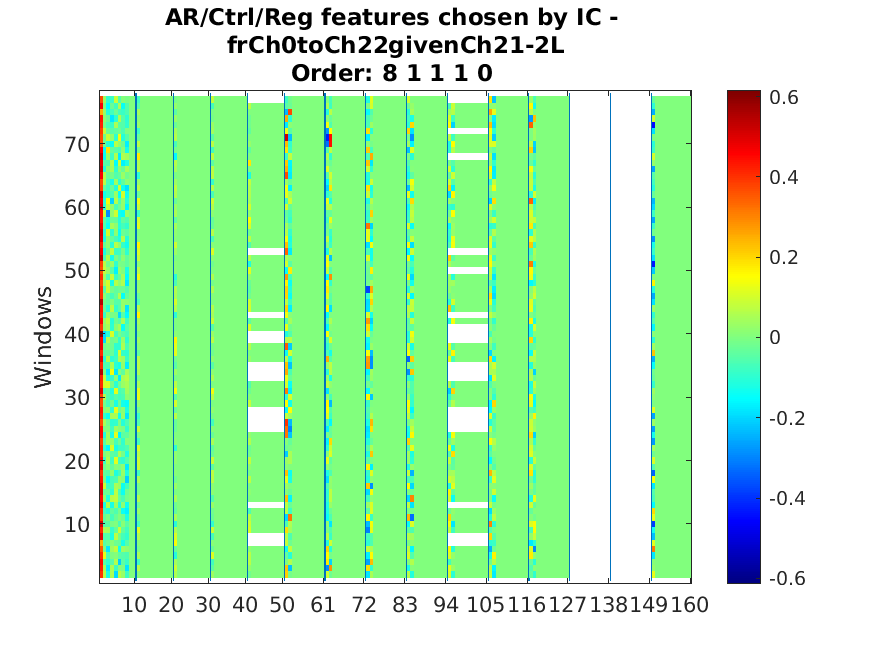 AR/Ctrl/Reg features chosen by IC -
frCh0toCh22givenCh21-2L
Order: 8 1 1 1 0
Windows
70
60
50
40
30
20
10
10 20 30 40 50 61 72 83 94 105 116 127 138 149 160
0.6
0.4
0.2
0
-0.2
-0.4
-0.6